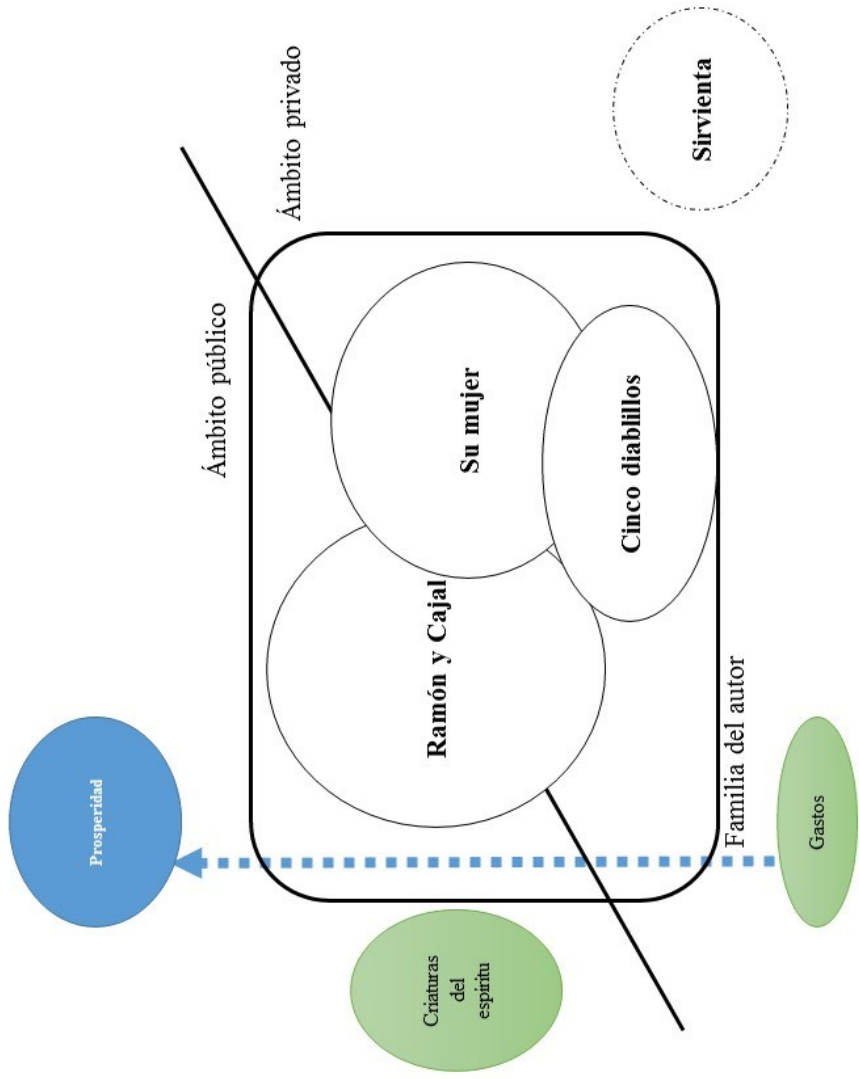 Prosperidad
Ámbito público
Ámbito privado
Criaturas
del
espíritu
Ramón y Cajal
Su mujer
Cinco diablillos
Sirvienta
Familia del autor
Gastos